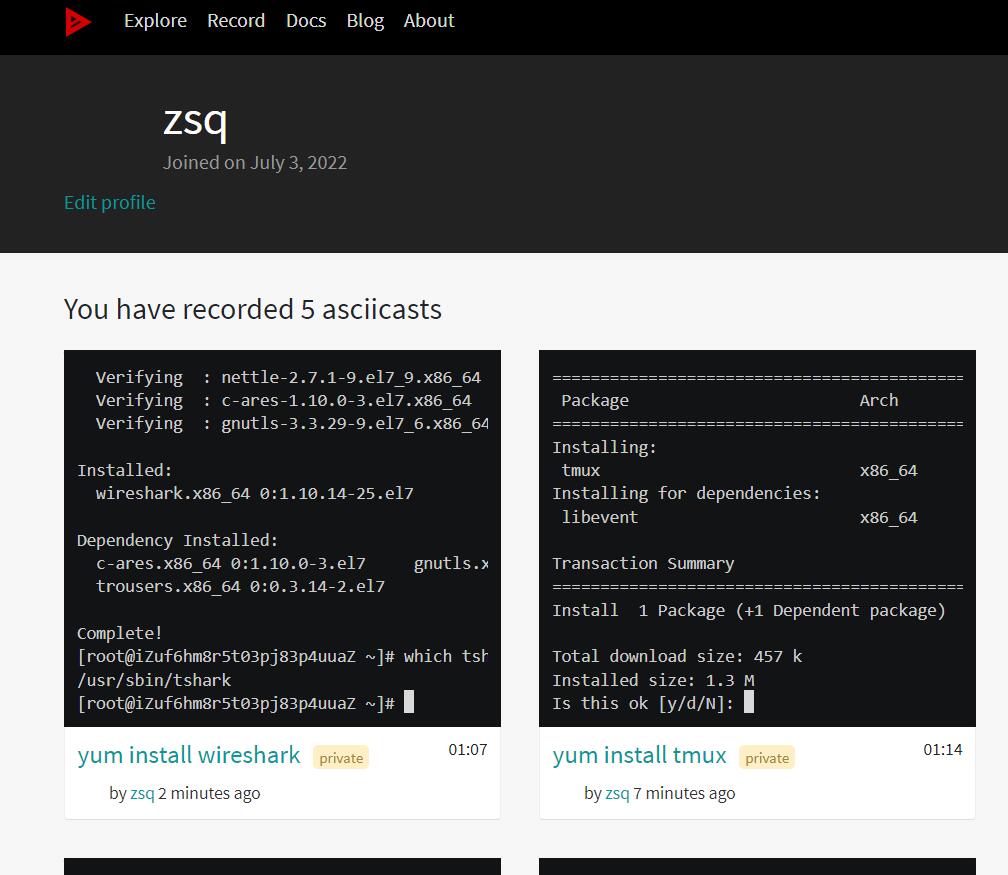 Explore Record Docs Blog About
zsq
Joined on July 3, 2022
Edit profile
You have recorded 5 asciicasts
Verifying  : nettle-2.7.1-9.el7_9.x86_64
Verifying  : c-ares-1.10.0-3.el7.x86_64
Verifying  : gnutls-3.3.29-9.el7_6.x86_64
Installed:
wireshark.x86_64 0:1.10.14-25.el7
Dependency Installed:
c-ares.x86_64 0:1.10.0-3.el7     gnutls.x
trousers.x86_64 0:0.3.14-2.el7
Complete!
[root@iZuf6hm8r5t03pj83p4uuaZ ~]# which tsh
/usr/sbin/tshark
[root@iZuf6hm8r5t03pj83p4uuaZ ~]#
yum install wireshark private 01:07
by zsq 2 minutes ago
===========================================
Package                        Arch
===========================================
Installing:
tmux                           x86_64
Installing for dependencies:
libevent                       x86_64
Transaction Summary
===========================================
Install  1 Package (+1 Dependent package)
Total download size: 457 k
Installed size: 1.3 M
Is this ok [y/d/N]:
yum install tmux private 01:14
by zsq 7 minutes ago